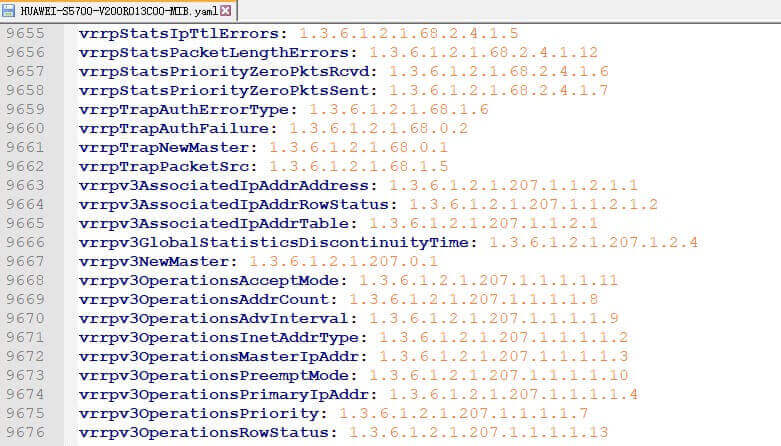 HUAWEI-S5700-V200R013C00-MIB.yaml
9655 vrrpStatsIpTtlErrors: 1.3.6.1.2.1.68.2.4.1.5
9656 vrrpStatsPacketLengthErrors: 1.3.6.1.2.1.68.2.4.1.12
9657 vrrpStatsPriorityZeroPktsRcvd: 1.3.6.1.2.1.68.2.4.1.6
9658 vrrpStatsPriorityZeroPktsSent: 1.3.6.1.2.1.68.2.4.1.7
9659 vrrpTrapAuthErrorType: 1.3.6.1.2.1.68.1.6
9660 vrrpTrapAuthFailure: 1.3.6.1.2.1.68.0.2
9661 vrrpTrapNewMaster: 1.3.6.1.2.1.68.0.1
9662 vrrpTrapPacketSrc: 1.3.6.1.2.1.68.1.5
9663 vrrpv3AssociatedIpAddrAddress: 1.3.6.1.2.1.207.1.1.2.1.1
9664 vrrpv3AssociatedIpAddrRowStatus: 1.3.6.1.2.1.207.1.1.2.1.2
9665 vrrpv3AssociatedIpAddrTable: 1.3.6.1.2.1.207.1.1.2.1
9666 vrrpv3GlobalStatisticsDiscontinuityTime: 1.3.6.1.2.1.207.1.2.4
9667 vrrpv3NewMaster: 1.3.6.1.2.1.207.0.1
9668 vrrpv3OperationsAcceptMode: 1.3.6.1.2.1.207.1.1.1.1.11
9669 vrrpv3OperationsAddrCount: 1.3.6.1.2.1.207.1.1.1.1.8
9670 vrrpv3OperationsAdvInterval: 1.3.6.1.2.1.207.1.1.1.1.9
9671 vrrpv3OperationsInetAddrType: 1.3.6.1.2.1.207.1.1.1.1.2
9672 vrrpv3OperationsMasterIpAddr: 1.3.6.1.2.1.207.1.1.1.1.3
9673 vrrpv3OperationsPreemptMode: 1.3.6.1.2.1.207.1.1.1.1.10
9674 vrrpv3OperationsPrimaryIpAddr: 1.3.6.1.2.1.207.1.1.1.1.4
9675 vrrpv3OperationsPriority: 1.3.6.1.2.1.207.1.1.1.1.7
9676 vrrpv3OperationsRowStatus: 1.3.6.1.2.1.207.1.1.1.1.13